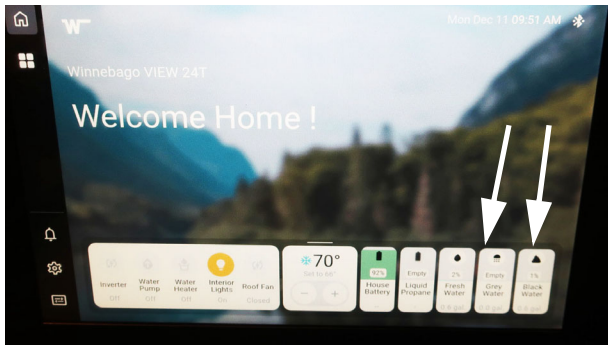 W
Mon Dec 11 09:51 AM
Winnebago VIEW 24T
Welcome Home !
Inverter
Off
Water
Pump
Off
Water
Heater
Off
Interior
Lights
On
Roof Fan
Closed
70°
Set to 68°
92%
House
Battery
Empty
Liquid
Propane
2%
Fresh
Water
Empty
Grey
Water
1%
Black
Water